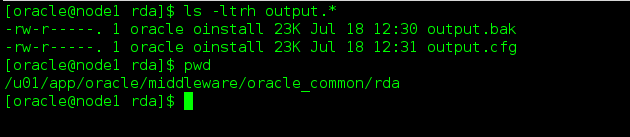 [oracle@node1 rda]$ ls -ltrh output.*
-rw-r-----. 1 oracle oinstall 23K Jul 18 12:30 output.bak
-rw-r-----. 1 oracle oinstall 23K Jul 18 12:31 output.cfg
[oracle@node1 rda]$ pwd
/u01/app/oracle/middleware/oracle_common/rda
[oracle@node1 rda]$